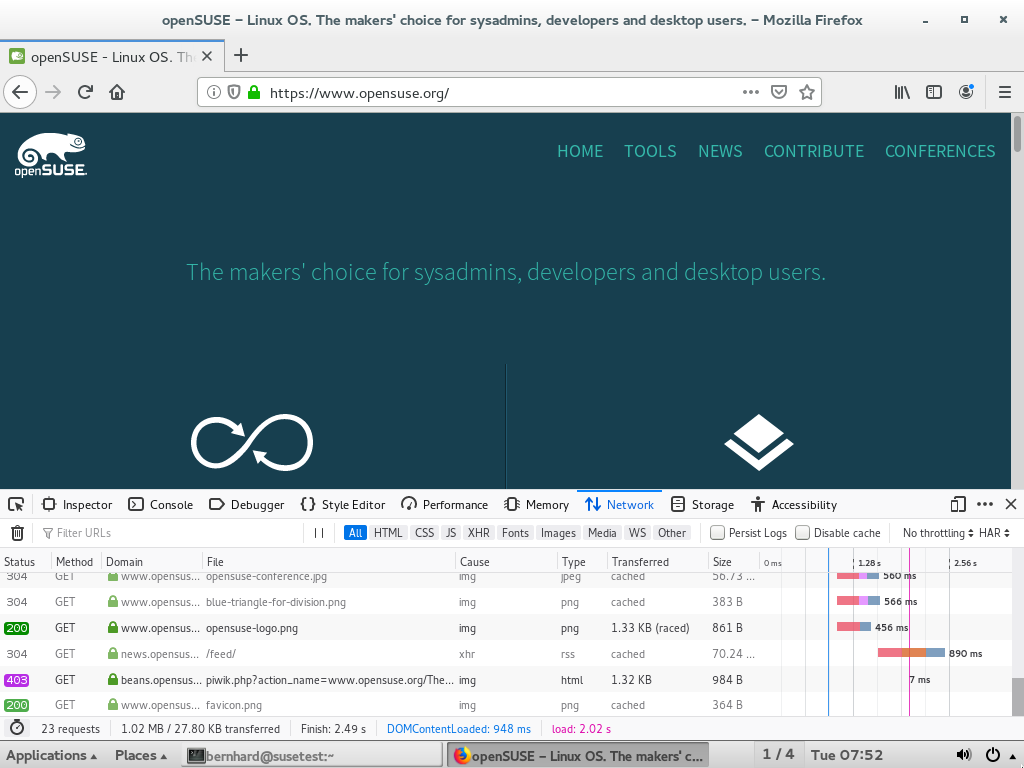 openSUSE – Linux OS. The makers' choice for sysadmins, developers and desktop users. – Mozilla Firefox
openSUSE - Linux OS. Th
https://www.opensuse.org/
openSUSE.
HOME TOOLS NEWS CONTRIBUTE CONFERENCES
The makers' choice for sysadmins, developers and desktop users.
Inspector Console Debugger Style Editor Performance Memory Network Storage Accessibility
Filter URLs All HTML CSS JS XHR Fonts Images Media WS Other Persist Logs Disable cache No throttling HAR
Status Method Domain File Cause Type Transferred Size 0 ms 1.28 s 2.56 s
304 GET www.opensus... opensuse-conference.jpg img jpeg cached 56.73 ... 560 ms
304 GET www.opensus... blue-triangle-for-division.png img png cached 383 B 566 ms
200 GET www.opensus... opensuse-logo.png img png 1.33 KB (raced) 861 B 456 ms
304 GET news.opensus... /feed/ xhr rss cached 70.24 ... 890 ms
403 GET beans.opensus... piwik.php?action_name=www.opensuse.org/The... img html 1.32 KB 984 B 7 ms
200 GET www.opensus... favicon.png img png cached 364 B
23 requests 1.02 MB / 27.80 KB transferred Finish: 2.49 s DOMContentLoaded: 948 ms load: 2.02 s
Applications Places bernhard@susetest:~ openSUSE – Linux OS. The makers' c... 1 / 4 Tue 07:52